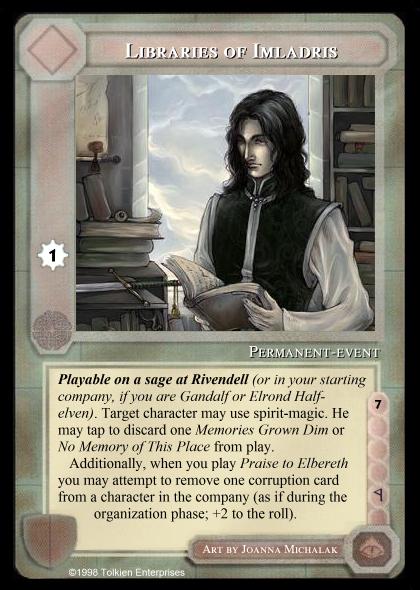 Libraries of Imladris
1
Permanent-event
Playable on a sage at Rivendell (or in your starting
company, if you are Gandalf or Elrond Half-
elven). Target character may use spirit-magic. He
may tap to discard one Memories Grown Dim or
No Memory of This Place from play.
Additionally, when you play Praise to Elbereth
you may attempt to remove one corruption card
from a character in the company (as if during the
organization phase; +2 to the roll).
7
Art by Joanna Michalak
©1998 Tolkien Enterprises